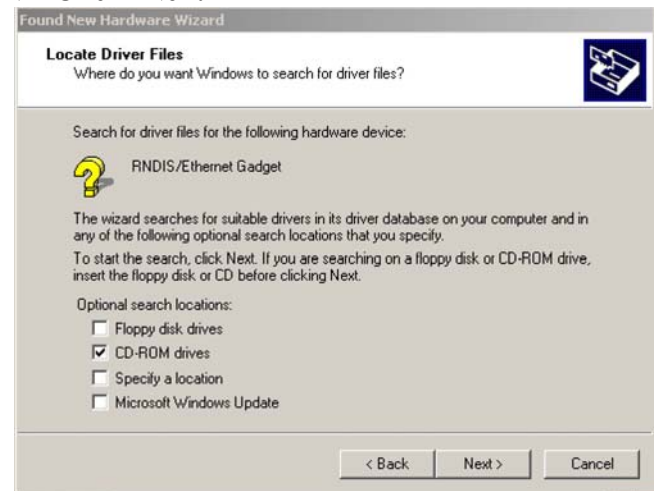 Found New Hardware Wizard
Locate Driver Files
Where do you want Windows to search for driver files?
Search for driver files for the following hardware device:
RNDIS/Ethernet Gadget
The wizard searches for suitable drivers in its driver database on your computer and in
any of the following optional search locations that you specify.
To start the search, click Next. If you are searching on a floppy disk or CD-ROM drive,
insert the floppy disk or CD before clicking Next.
Optional search locations:
Floppy disk drives
CD-ROM drives
Specify a location
Microsoft Windows Update
< Back Next > Cancel